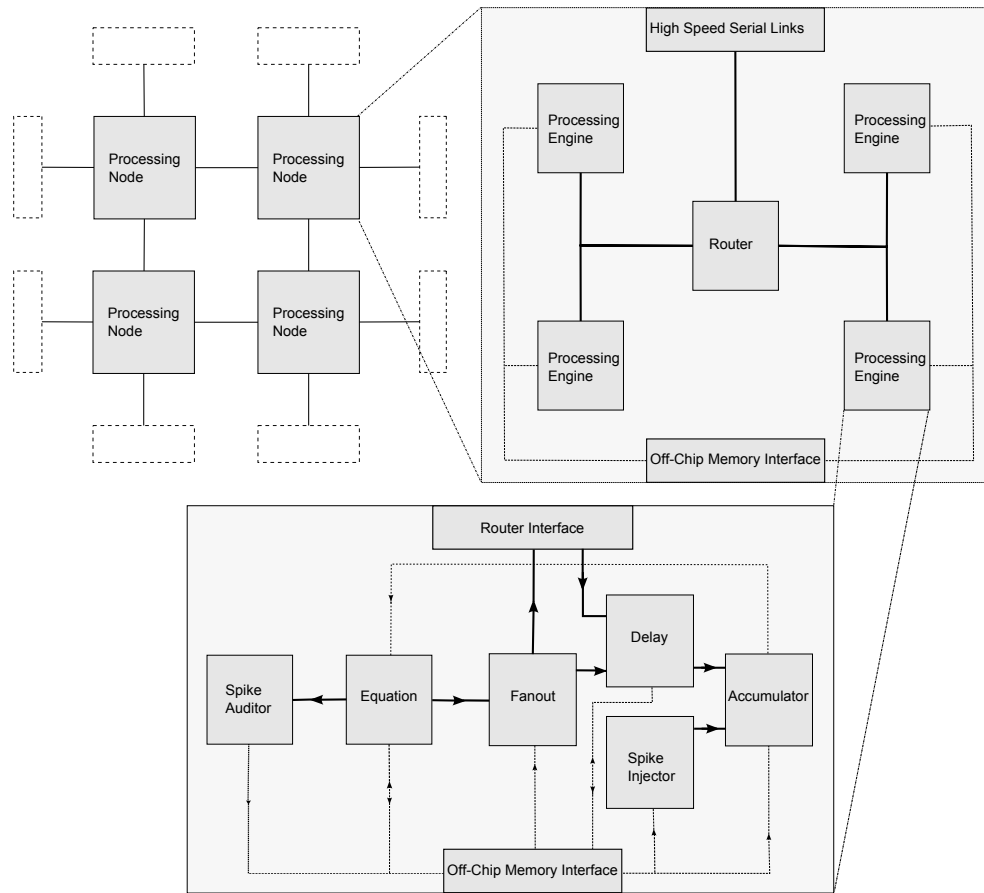 High Speed Serial Links
Processing
Node
Processing
Node
Processing
Engine
Processing
Engine
Router
Processing
Node
Processing
Node
Processing
Engine
Processing
Engine
Off-Chip Memory Interface
Router Interface
Delay
Spike
Auditor
Equation
Fanout
Accumulator
Spike
Injector
Off-Chip Memory Interface